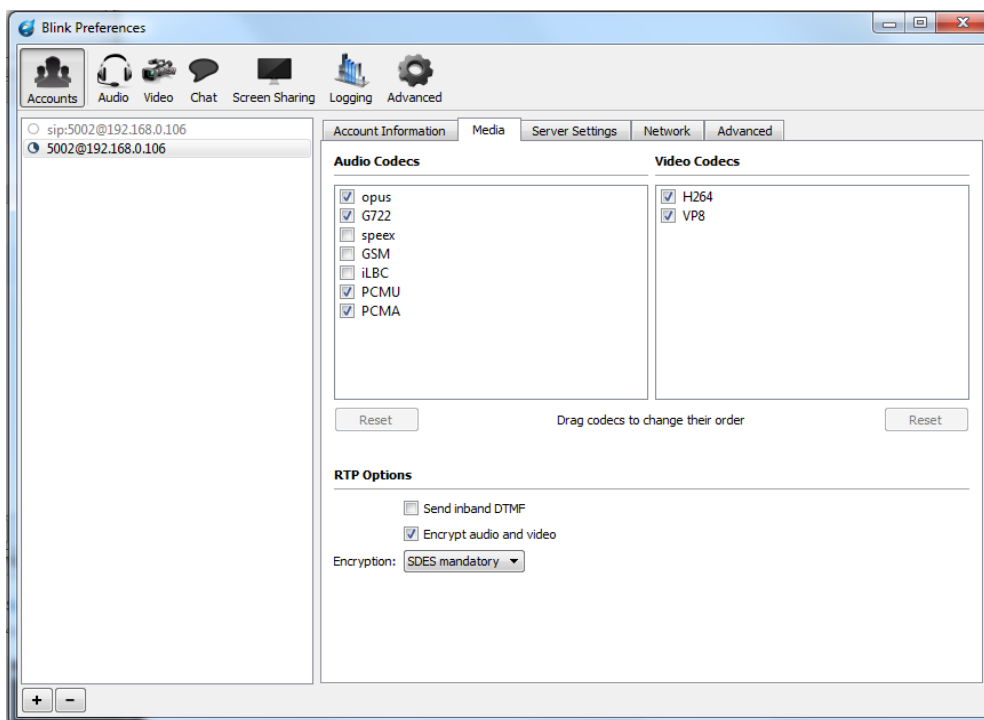 Blink Preferences
Accounts Audio Video Chat Screen Sharing Logging Advanced
sip:5002@192.168.0.106
5002@192.168.0.106
Account Information Media Server Settings Network Advanced
Audio Codecs Video Codecs
opus H264
G722 VP8
speex
GSM
iLBC
PCMU
PCMA
Reset Drag codecs to change their order Reset
RTP Options
Send inband DTMF
Encrypt audio and video
Encryption: SDES mandatory